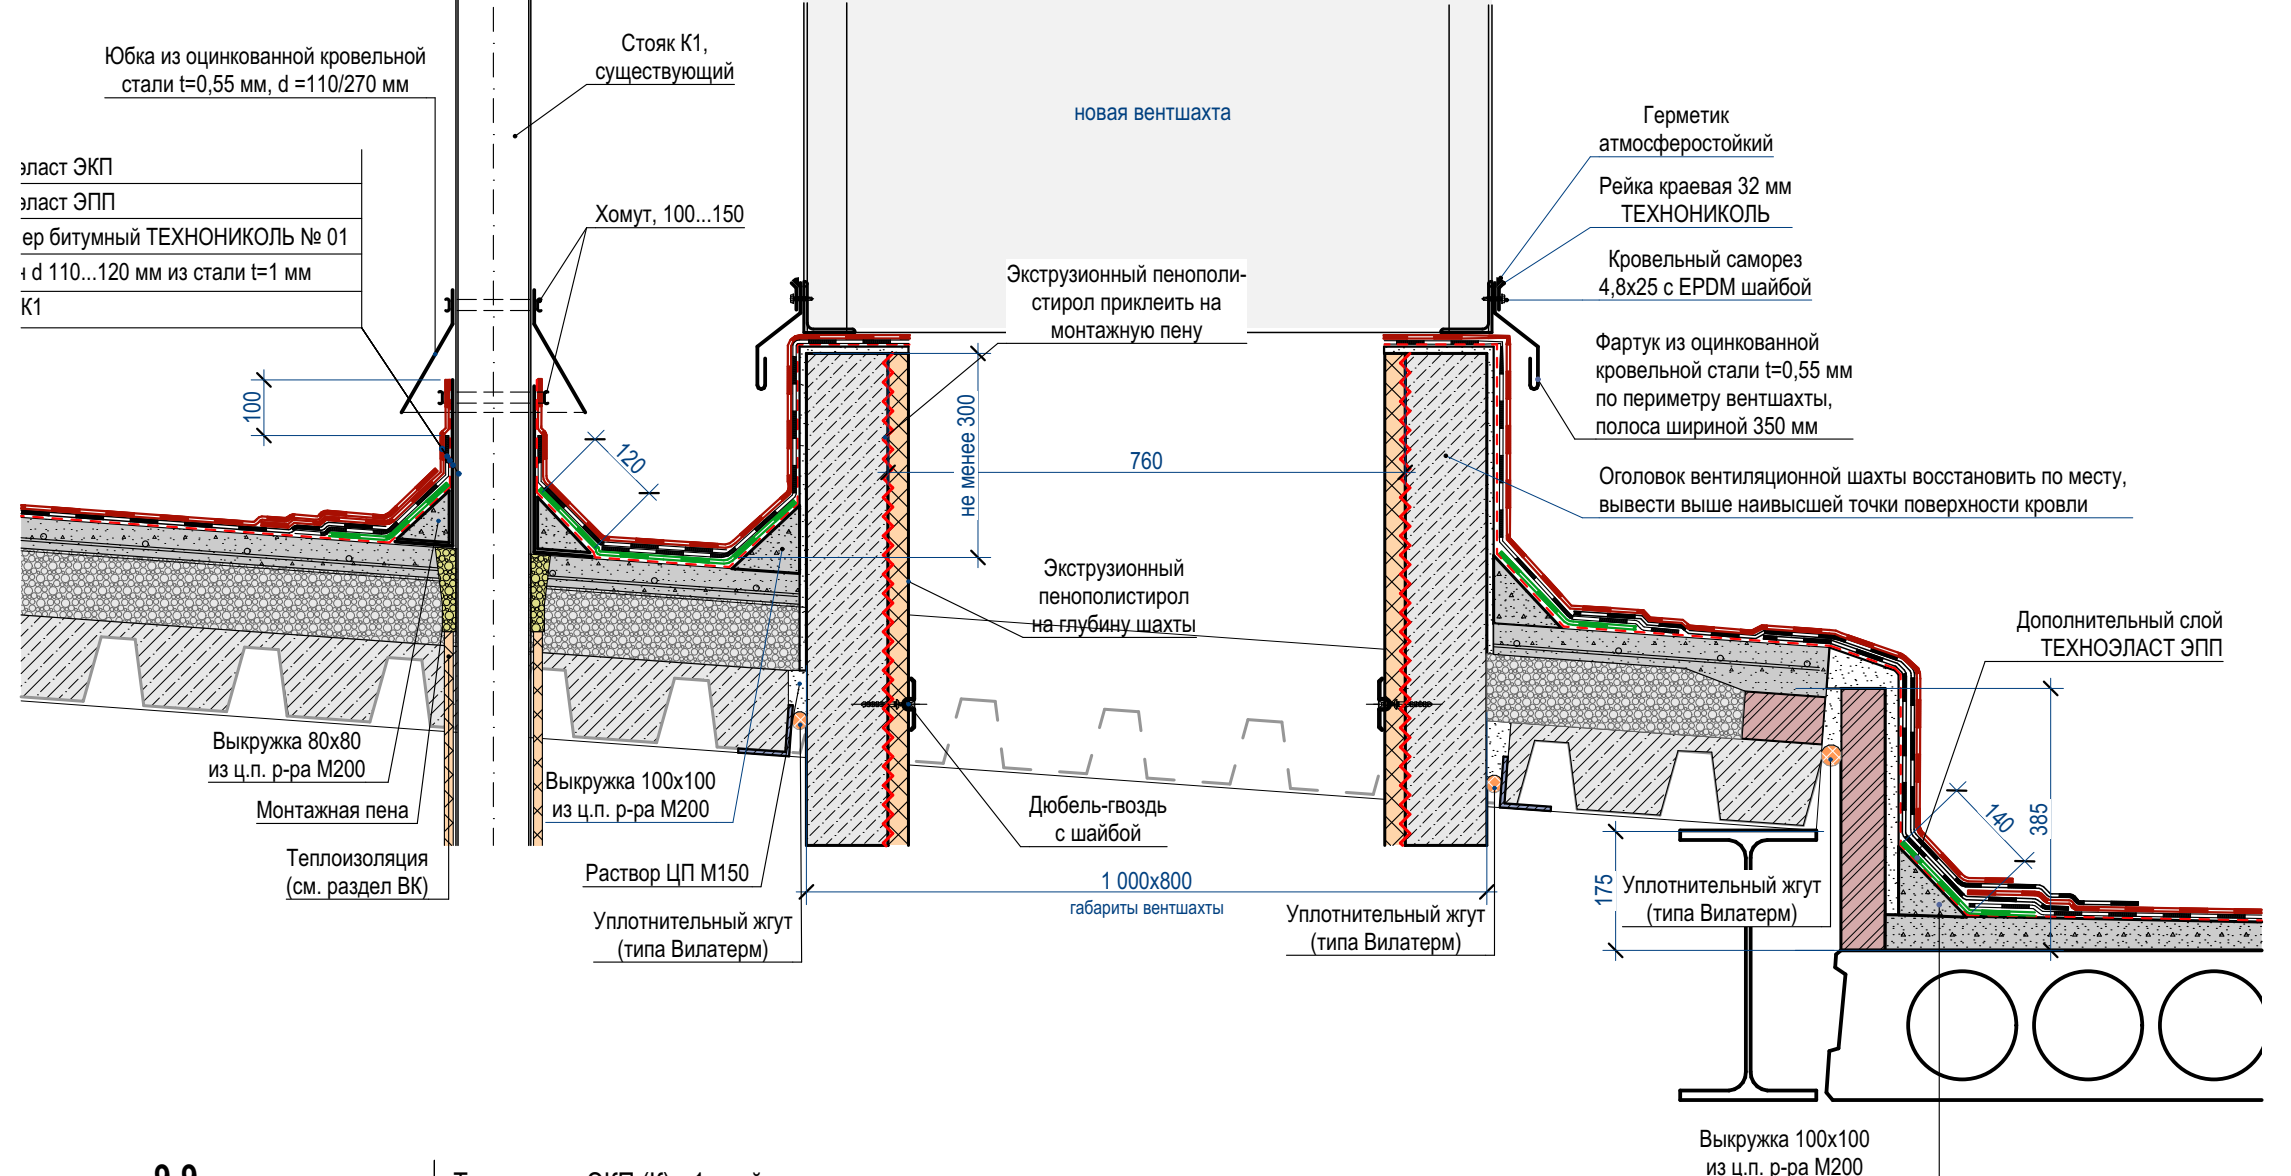 Юбка из оцинкованной кровельной
стали t=0,55 мм, d =110/270 мм
Стояк К1,
существующий
новая вентшахта
Герметик
атмосферостойкий
Рейка краевая 32 мм
ТЕХНОНИКОЛЬ
Кровельный саморез
4,8х25 с EPDM шайбой
Фартук из оцинкованной
кровельной стали t=0,55 мм
по периметру вентшахты,
полоса шириной 350 мм
Оголовок вентиляционной шахты восстановить по месту,
вывести выше наивысшей точки поверхности кровли
эласт ЭКП
эласт ЭПП
ер битумный ТЕХНОНИКОЛЬ № 01
d 110...120 мм из стали t=1 мм
К1
Хомут, 100...150
Экструзионный пенополи-
стирол приклеить на
монтажную пену
100
120
не менее 300
760
Экструзионный
пенополистирол
на глубину шахты
Дополнительный слой
ТЕХНОЭЛАСТ ЭПП
Выкружка 80х80
из ц.п. р-ра М200
Монтажная пена
Теплоизоляция
(см. раздел ВК)
Выкружка 100х100
из ц.п. р-ра М200
Раствор ЦП М150
Уплотнительный жгут
(типа Вилатерм)
Дюбель-гвоздь
с шайбой
1 000х800
габариты вентшахты
Уплотнительный жгут
(типа Вилатерм)
175
Уплотнительный жгут
(типа Вилатерм)
140
385
Выкружка 100х100
из ц.п. р-ра М200
9.9